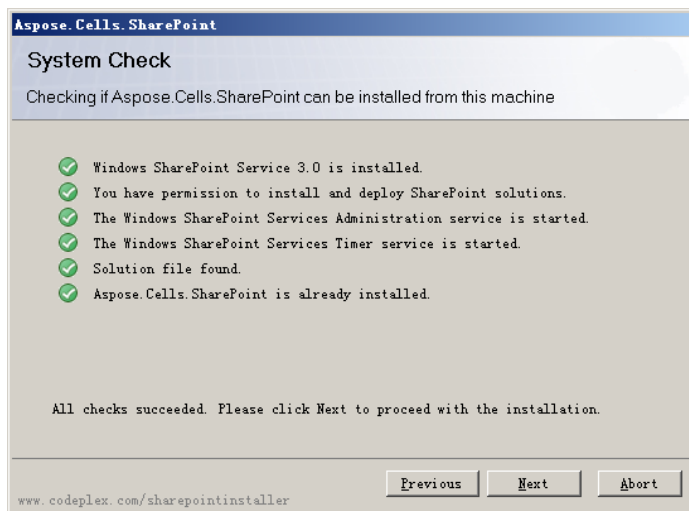 Aspose.Cells.SharePoint
System Check
Checking if Aspose.Cells.SharePoint can be installed from this machine
Windows SharePoint Service 3.0 is installed.
You have permission to install and deploy SharePoint solutions.
The Windows SharePoint Services Administration service is started.
The Windows SharePoint Services Timer service is started.
Solution file found.
Aspose.Cells.SharePoint is already installed.
All checks succeeded. Please click Next to proceed with the installation.
Previous Next Abort
www.codeplex.com/sharepointinstaller